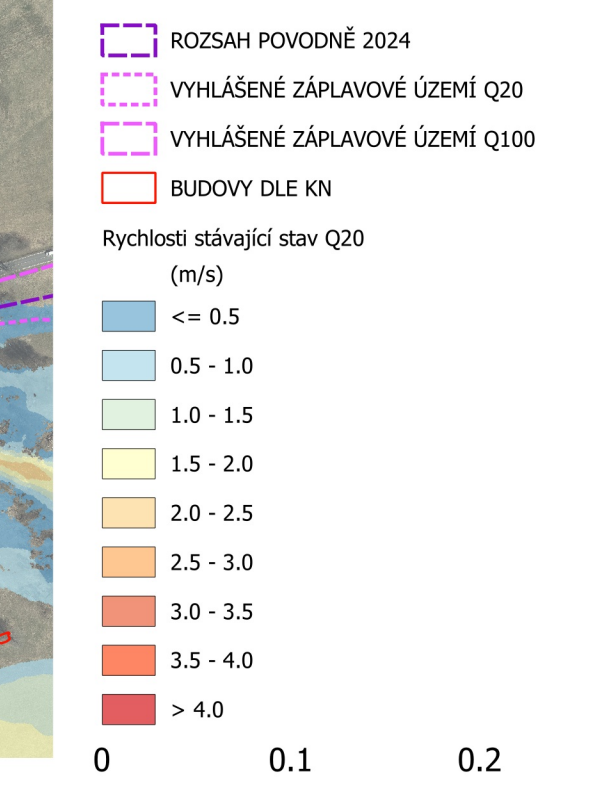 ROZSAH POVODNĚ 2024
VYHLÁŠENÉ ZÁPLAVOVÉ ÚZEMÍ Q20
VYHLÁŠENÉ ZÁPLAVOVÉ ÚZEMÍ Q100
BUDOVY DLE KN
Rychlosti stávající stav Q20
(m/s)
<= 0.5
0.5 - 1.0
1.0 - 1.5
1.5 - 2.0
2.0 - 2.5
2.5 - 3.0
3.0 - 3.5
3.5 - 4.0
> 4.0
0 0.1 0.2